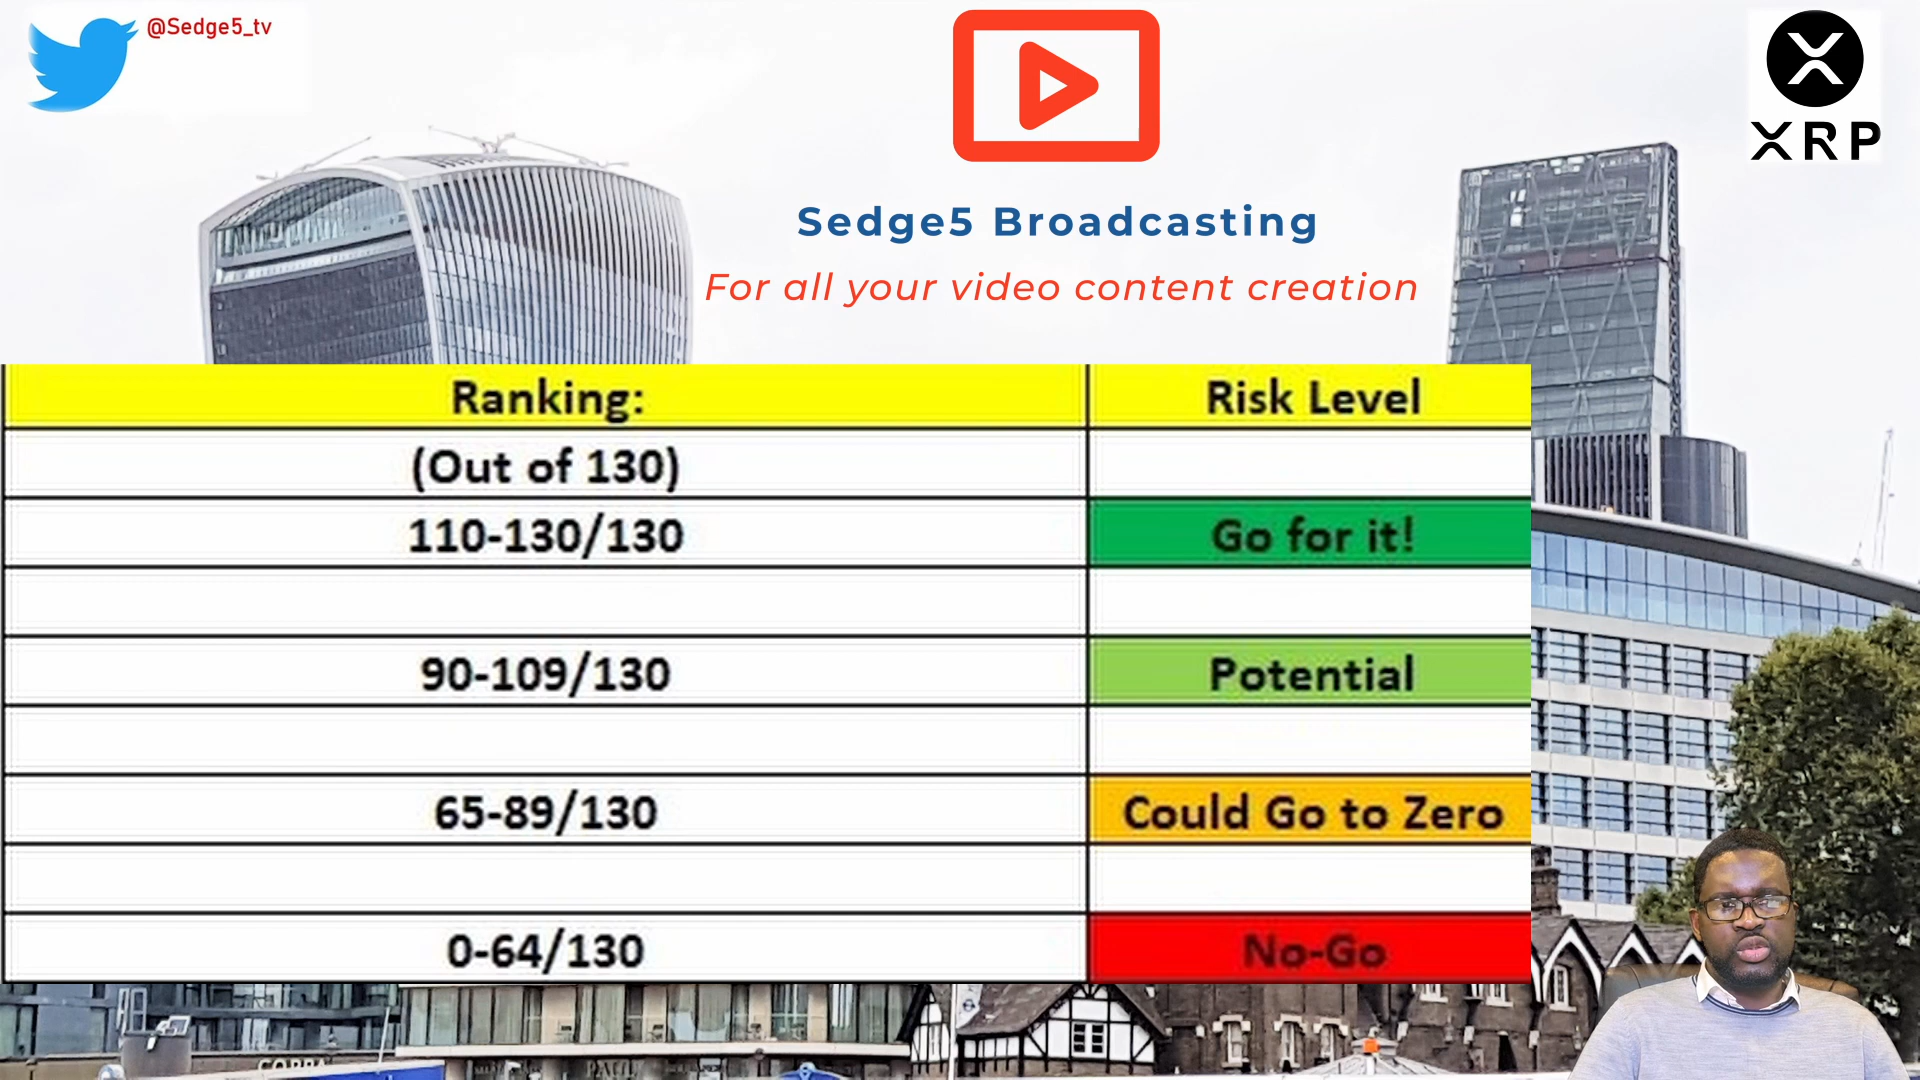 @Sedge5_tv
XRP
Sedge5 Broadcasting
For all your video content creation
Ranking: Risk Level
(Out of 130)
110-130/130 Go for it!
90-109/130 Potential
65-89/130 Could Go to Zero
0-64/130 No-Go